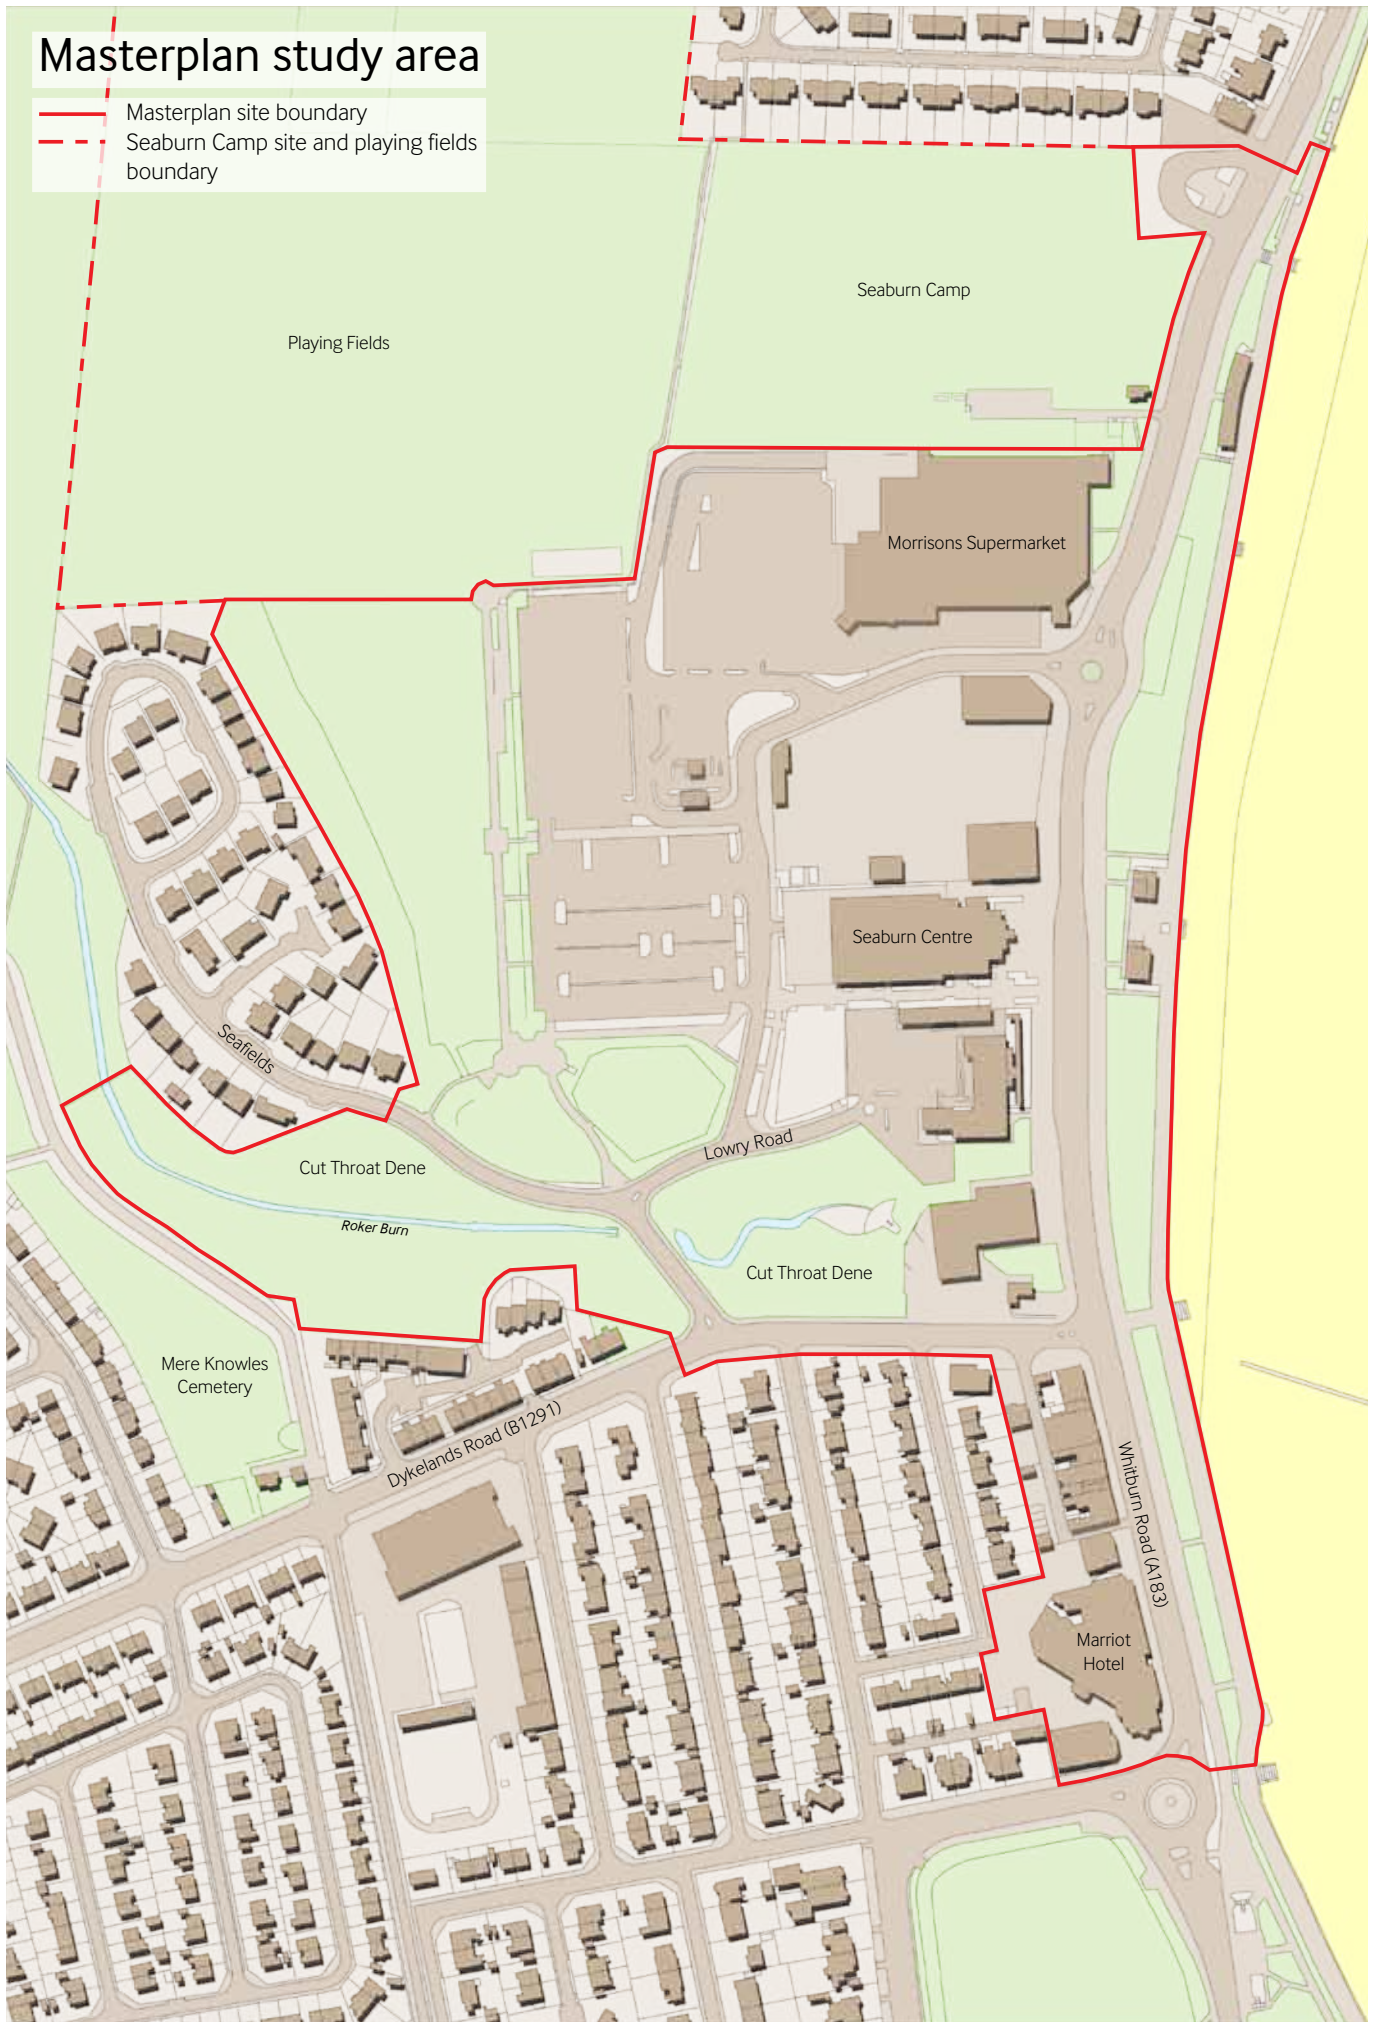 Masterplan study area
Masterplan site boundary
Seaburn Camp site and playing fields
boundary
Seaburn Camp
Playing Fields
Morrisons Supermarket
Seaburn Centre
Seafields
Lowry Road
Cut Throat Dene
Roker Burn
Cut Throat Dene
Mere Knowles
Cemetery
Dykelands Road (B1291)
Whitburn Road (A183)
Marriot
Hotel